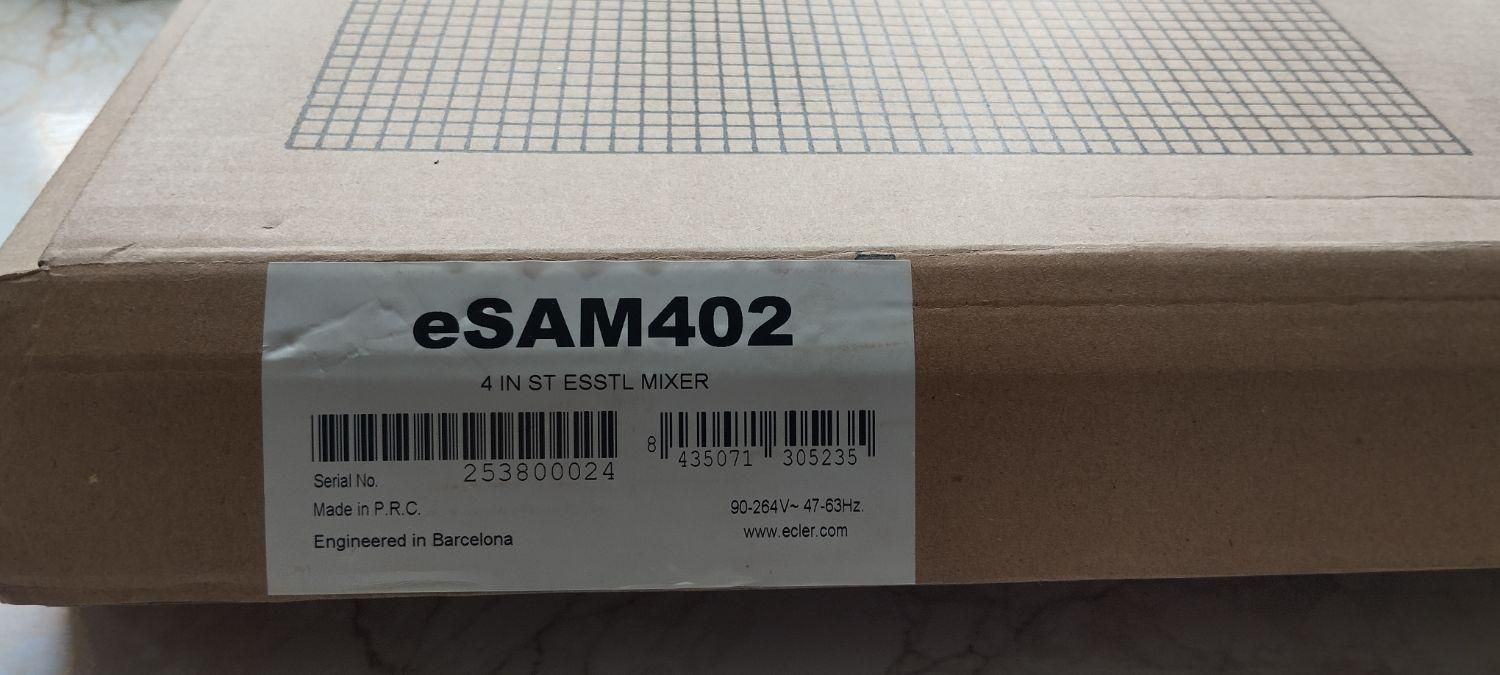 eSAM402
4 IN ST ESSTL MIXER
8 435071 305235
Serial No. 253800024
Made in P.R.C.
90-264V~ 47-63Hz.
www.ecler.com
Engineered in Barcelona